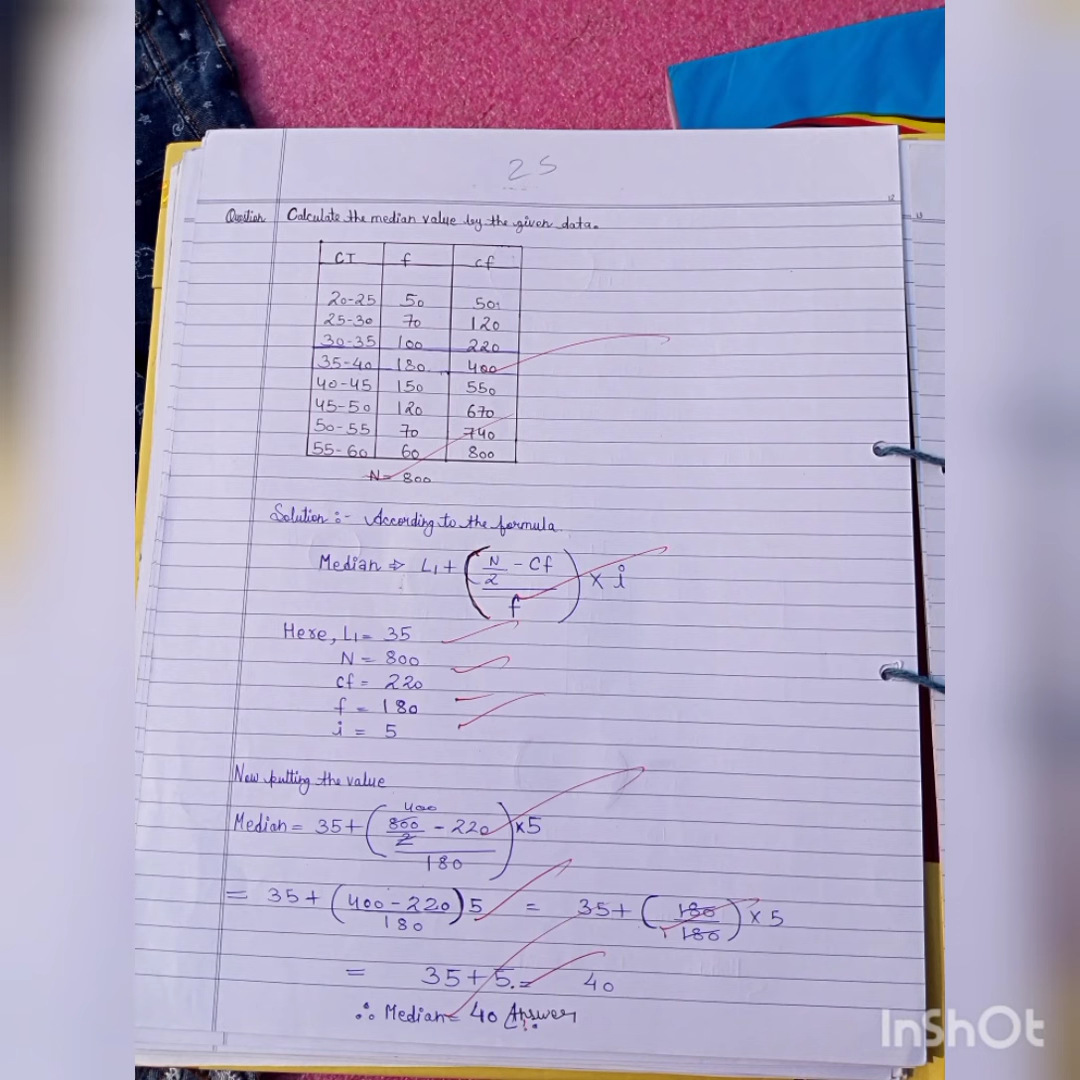 25
12
13
Question Calculate the median value by the given data.
CI f cf
20-25 50 50
25-30 70 120
30-35 100 220
35-40 180 400
40-45 150 550
45-50 120 670
50-55 70 740
55-60 60 800
N = 800
Solution :- According to the formula
Median ⇒ L₁ + (N/2 - Cf / f) × i
Here, L₁ = 35
N = 800
cf = 220
f = 180
i = 5
Now putting the value
400
Median = 35 + (800/2 - 220 / 180) ×5
= 35 + (400 - 220 / 180) 5 = 35 + (180 / 180) × 5
1
= 35 + 5. = 40
∴ Median = 40 Answer
InShOt